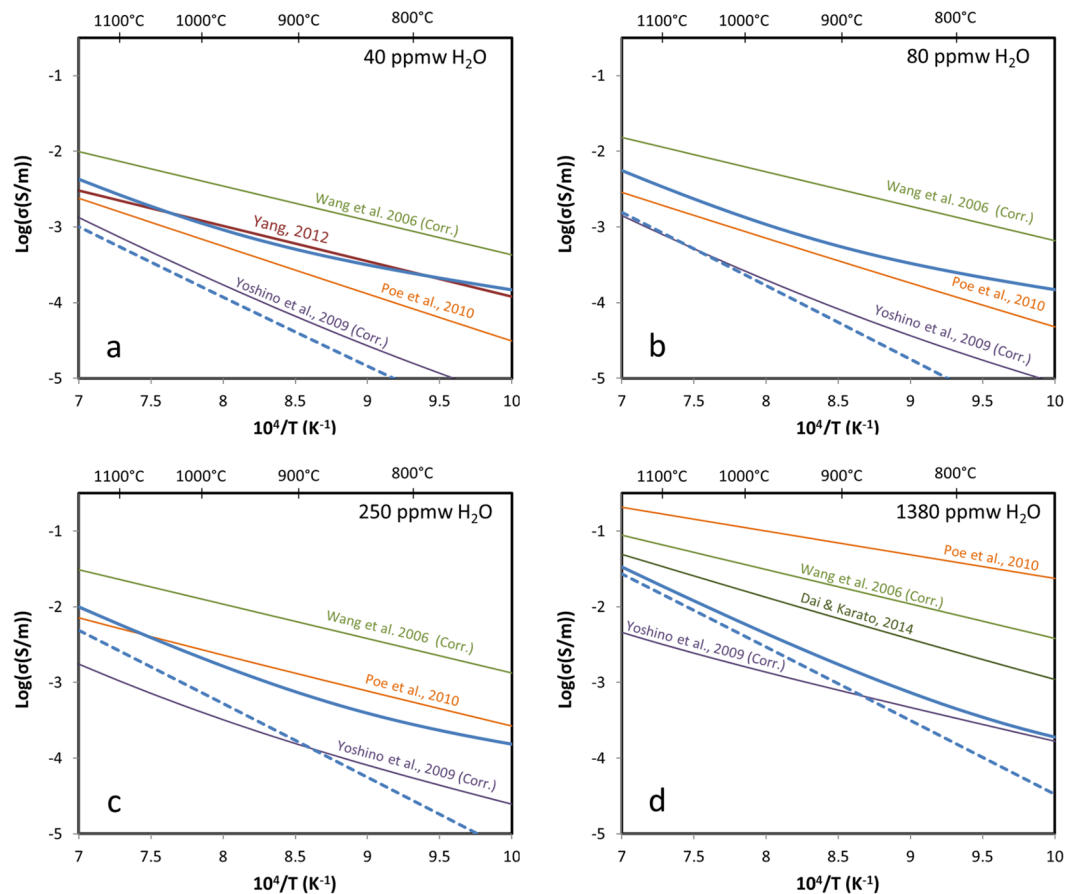 1100°C 1000°C 900°C 800°C
40 ppmw H₂O
-1
-2
-3
-4
-5
Log(σ(S/m))
Wang et al. 2006 (Corr.)
Yang, 2012
Poe et al., 2010
Yoshino et al., 2009 (Corr.)
a
7 7.5 8 8.5 9 9.5 10
10⁴/T (K⁻¹)
1100°C 1000°C 900°C 800°C
80 ppmw H₂O
-1
-2
-3
-4
-5
Log(σ(S/m))
Wang et al. 2006 (Corr.)
Poe et al., 2010
Yoshino et al., 2009 (Corr.)
b
7 7.5 8 8.5 9 9.5 10
10⁴/T (K⁻¹)
1100°C 1000°C 900°C 800°C
250 ppmw H₂O
-1
-2
-3
-4
-5
Log(σ(S/m))
Wang et al. 2006 (Corr.)
Poe et al., 2010
Yoshino et al., 2009 (Corr.)
c
7 7.5 8 8.5 9 9.5 10
10⁴/T (K⁻¹)
1100°C 1000°C 900°C 800°C
1380 ppmw H₂O
-1
-2
-3
-4
-5
Log(σ(S/m))
Poe et al., 2010
Wang et al. 2006 (Corr.)
Dai & Karato, 2014
Yoshino et al., 2009 (Corr.)
d
7 7.5 8 8.5 9 9.5 10
10⁴/T (K⁻¹)